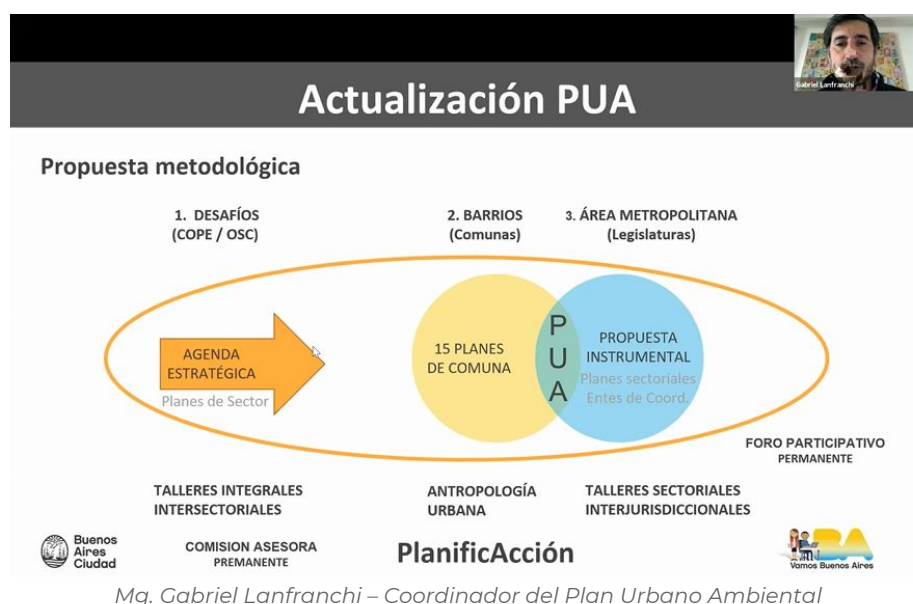 Gabriel Lanfranchi
Actualización PUA
Propuesta metodológica
1. DESAFÍOS
(COPE / OSC)
2. BARRIOS
(Comunas)
3. ÁREA METROPOLITANA
(Legislaturas)
AGENDA
ESTRATÉGICA
Planes de Sector
15 PLANES
DE COMUNA
P
U
A
PROPUESTA
INSTRUMENTAL
Planes sectoriales
Entes de Coord.
FORO PARTICIPATIVO
PERMANENTE
TALLERES INTEGRALES
INTERSECTORIALES
ANTROPOLOGÍA
URBANA
TALLERES SECTORIALES
INTERJURISDICCIONALES
Buenos
Aires
Ciudad
COMISION ASESORA
PREMANENTE
PlanificAcción
BA
Vamos Buenos Aires
Mg. Gabriel Lanfranchi – Coordinador del Plan Urbano Ambiental